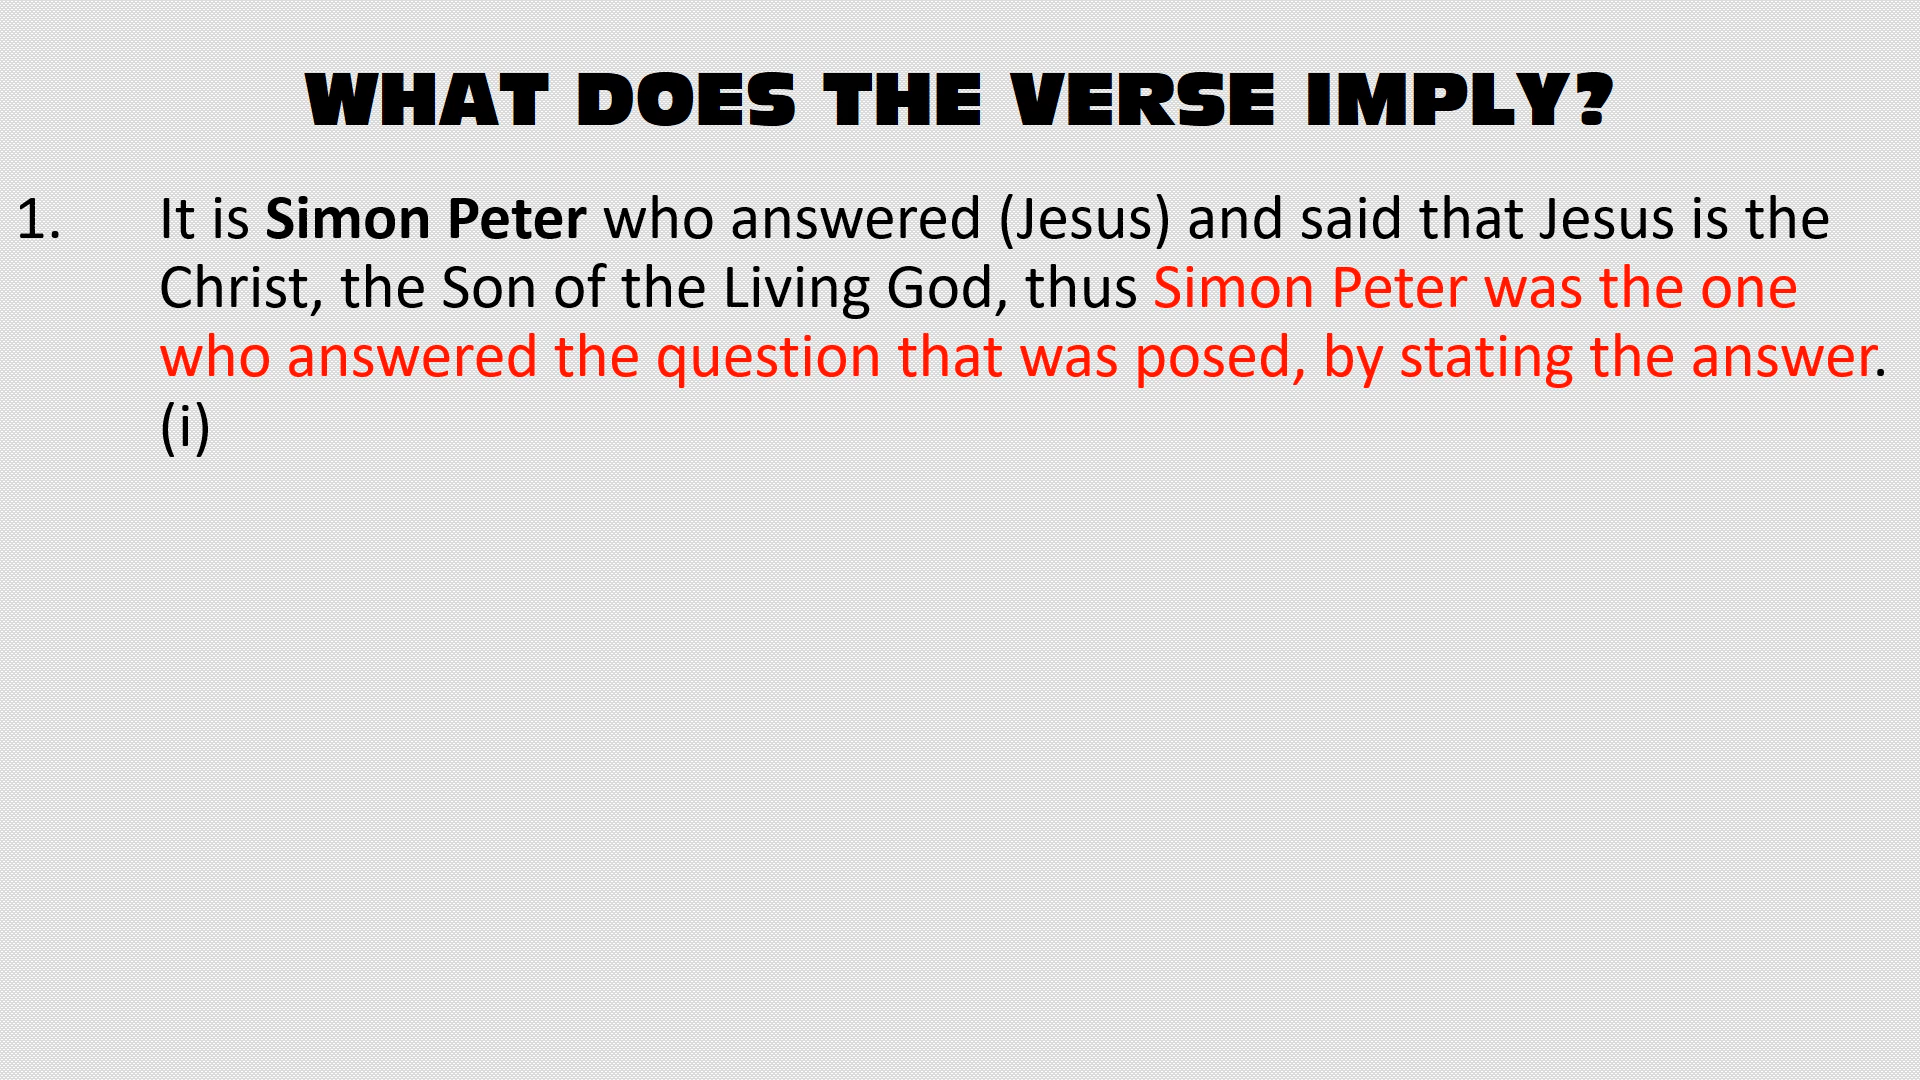 WHAT DOES THE VERSE IMPLY?
1. It is Simon Peter who answered (Jesus) and said that Jesus is the
Christ, the Son of the Living God, thus Simon Peter was the one
who answered the question that was posed, by stating the answer.
(i)